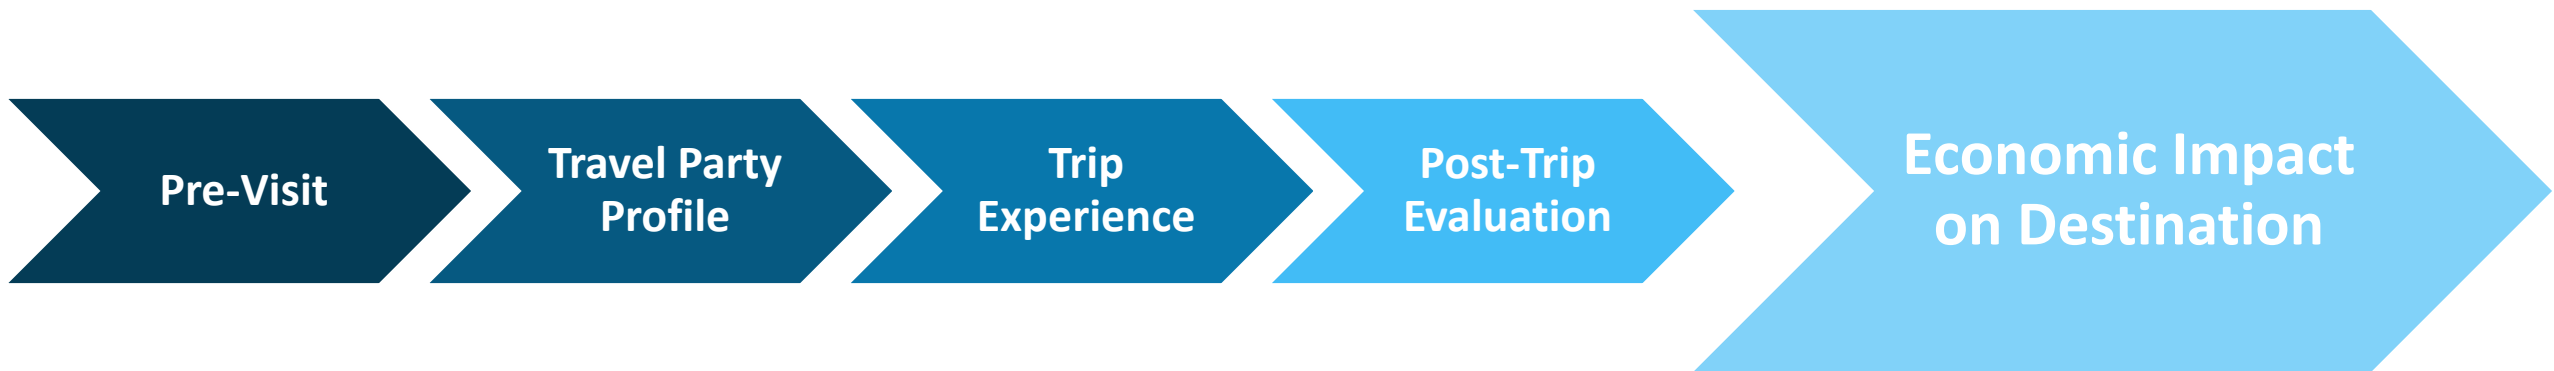 Pre-Visit
Travel Party
Profile
Trip
Experience
Post-Trip
Evaluation
Economic Impact
on Destination